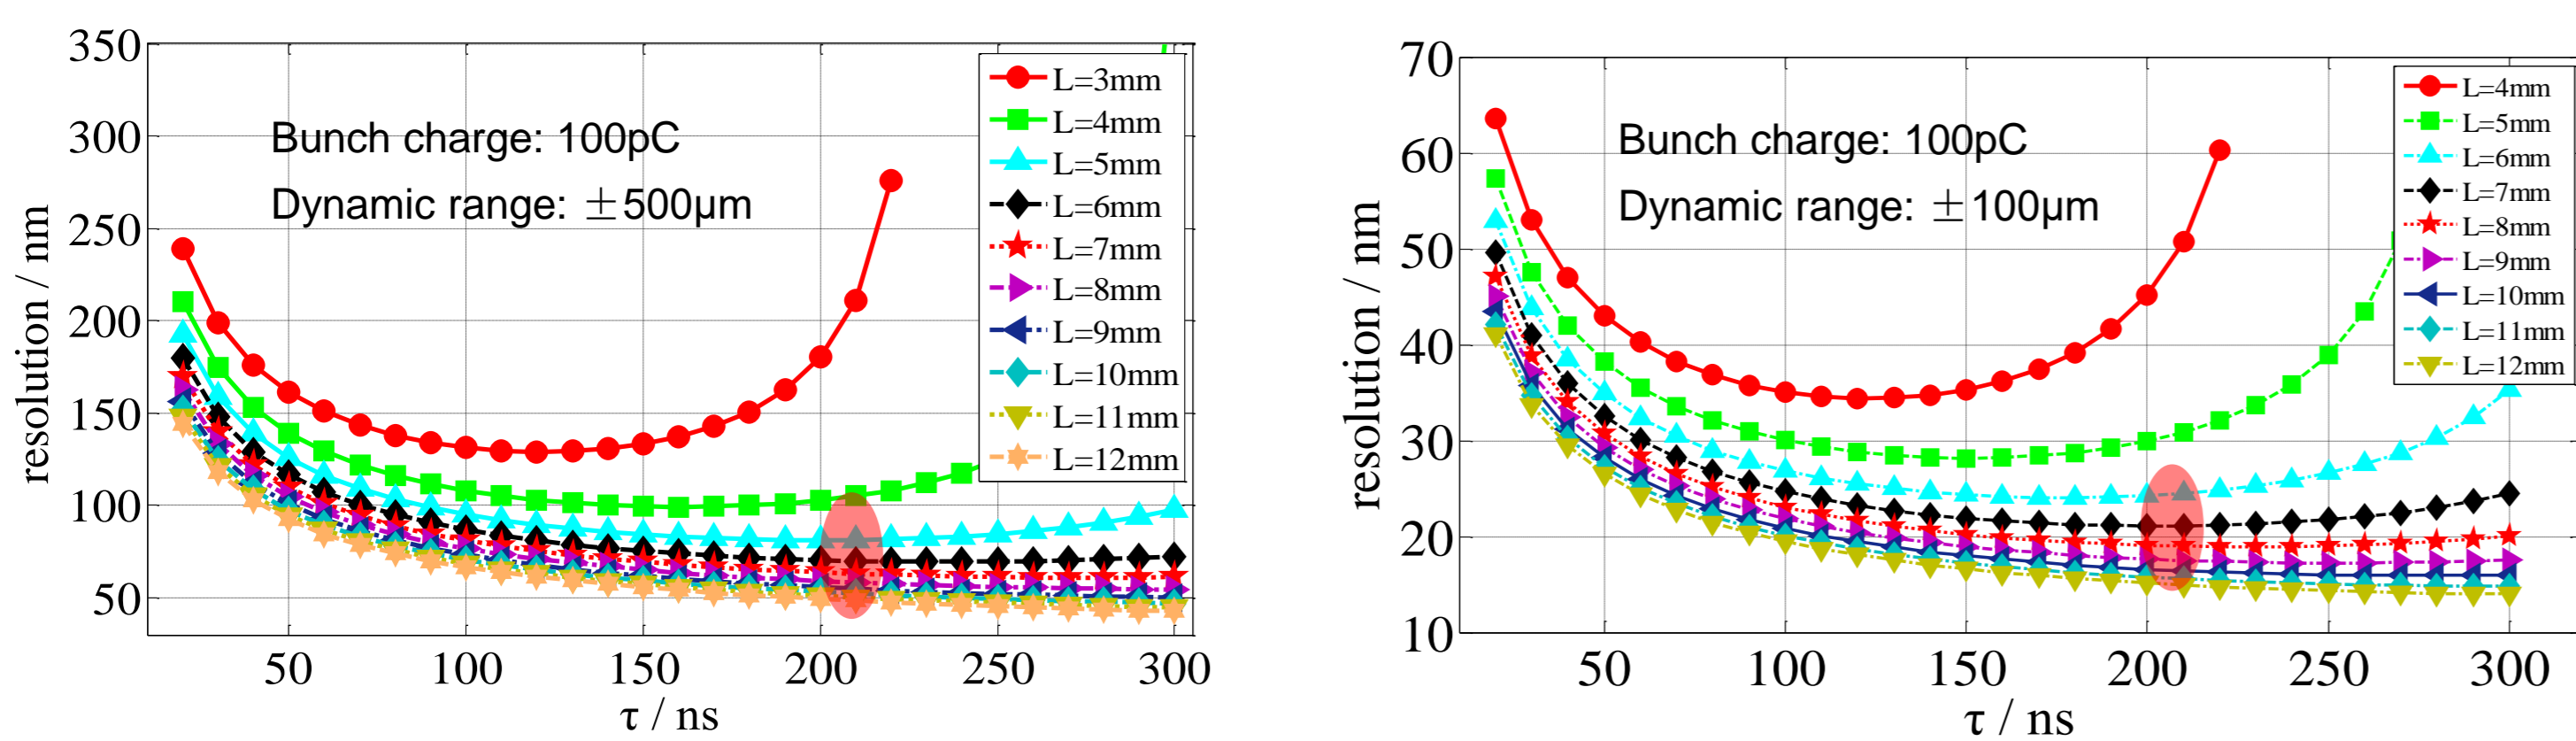 350
300
250
200
150
100
50
resolution / nm
Bunch charge: 100pC
Dynamic range: ±500μm
L=3mm
L=4mm
L=5mm
L=6mm
L=7mm
L=8mm
L=9mm
L=10mm
L=11mm
L=12mm
50 100 150 200 250 300
τ / ns
70
60
50
40
30
20
10
resolution / nm
Bunch charge: 100pC
Dynamic range: ±100μm
L=4mm
L=5mm
L=6mm
L=7mm
L=8mm
L=9mm
L=10mm
L=11mm
L=12mm
50 100 150 200 250 300
τ / ns